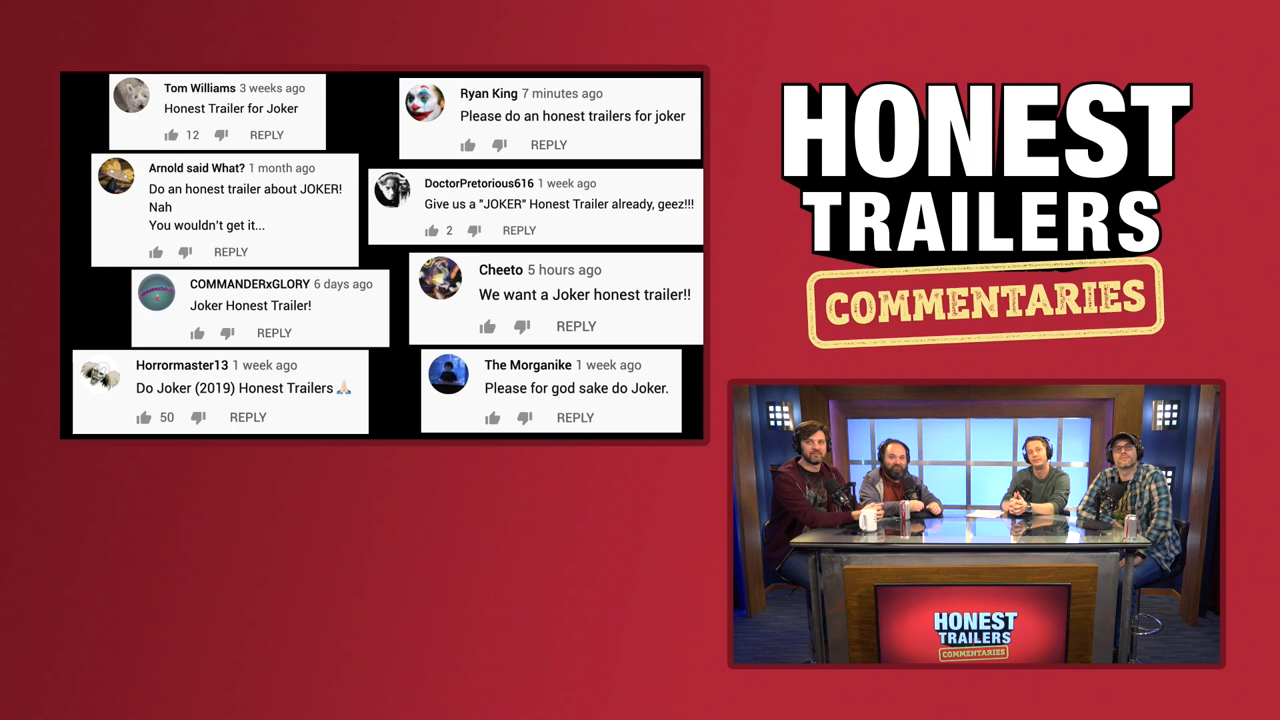 Tom Williams 3 weeks ago
Honest Trailer for Joker
12 REPLY
Ryan King 7 minutes ago
Please do an honest trailers for joker
REPLY
Arnold said What? 1 month ago
Do an honest trailer about JOKER!
Nah
You wouldn't get it...
REPLY
DoctorPretorious616 1 week ago
Give us a "JOKER" Honest Trailer already, geez!!!
2 REPLY
COMMANDERxGLORY 6 days ago
Joker Honest Trailer!
REPLY
Cheeto 5 hours ago
We want a Joker honest trailer!!
REPLY
Horrormaster13 1 week ago
Do Joker (2019) Honest Trailers 🙏🏻
50 REPLY
The Morganike 1 week ago
Please for god sake do Joker.
REPLY
HONEST
TRAILERS
COMMENTARIES
HONEST
TRAILERS
COMMENTARIES